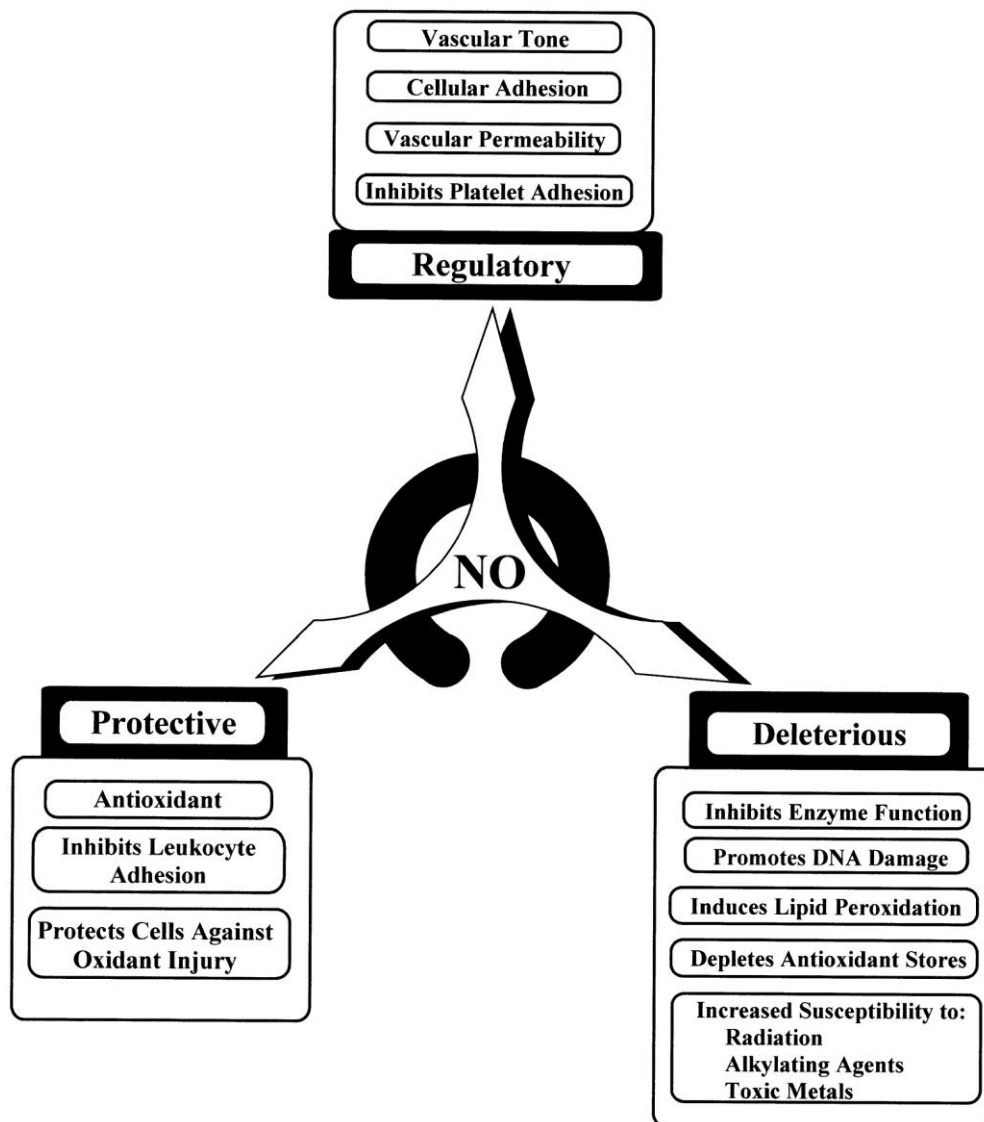 Vascular Tone
Cellular Adhesion
Vascular Permeability
Inhibits Platelet Adhesion
Regulatory
NO
Protective
Antioxidant
Inhibits Leukocyte
Adhesion
Protects Cells Against
Oxidant Injury
Deleterious
Inhibits Enzyme Function
Promotes DNA Damage
Induces Lipid Peroxidation
Depletes Antioxidant Stores
Increased Susceptibility to:
Radiation
Alkylating Agents
Toxic Metals